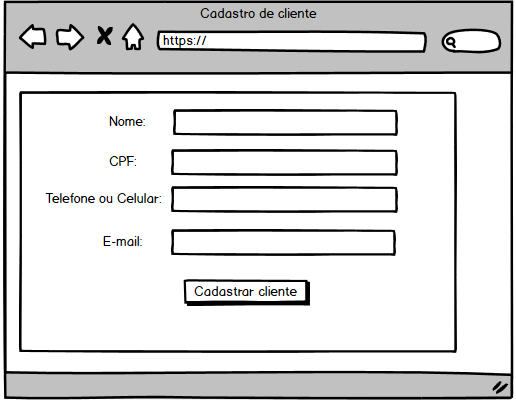 Cadastro de cliente
https://
Nome:
CPF:
Telefone ou Celular:
E-mail:
Cadastrar cliente